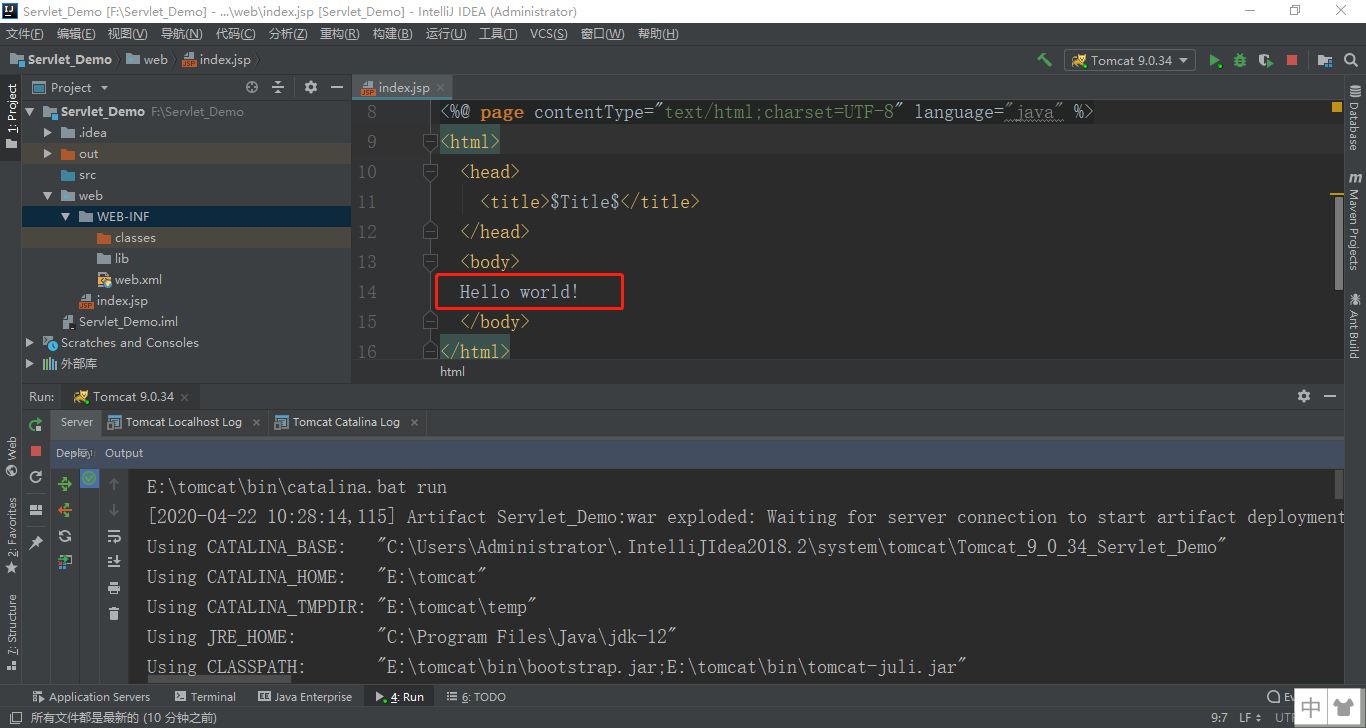 Servlet_Demo [F:\Servlet_Demo] - ...\web\index.jsp [Servlet_Demo] - IntelliJ IDEA (Administrator)
文件(F) 编辑(E) 视图(V) 导航(N) 代码(C) 分析(Z) 重构(R) 构建(B) 运行(U) 工具(T) VCS(S) 窗口(W) 帮助(H)
Servlet_Demo web index.jsp Tomcat 9.0.34
1: Project
Project
index.jsp
Servlet_Demo F:\Servlet_Demo
.idea
out
src
web
WEB-INF
classes
lib
web.xml
index.jsp
Servlet_Demo.iml
Scratches and Consoles
外部库
8 <%@ page contentType="text/html;charset=UTF-8" language="java" %>
9 <html>
10 <head>
11 <title>$Title$</title>
12 </head>
13 <body>
14 Hello world!
15 </body>
16 </html>
html
Database
Maven Projects
Ant Build
Run: Tomcat 9.0.34
Server Tomcat Localhost Log Tomcat Catalina Log
Output
Web
2: Favorites
7: Structure
E:\tomcat\bin\catalina.bat run
[2020-04-22 10:28:14,115] Artifact Servlet_Demo:war exploded: Waiting for server connection to start artifact deployment
Using CATALINA_BASE: "C:\Users\Administrator\.IntelliJIdea2018.2\system\tomcat\Tomcat_9_0_34_Servlet_Demo"
Using CATALINA_HOME: "E:\tomcat"
Using CATALINA_TMPDIR: "E:\tomcat\temp"
Using JRE_HOME: "C:\Program Files\Java\jdk-12"
Using CLASSPATH: "E:\tomcat\bin\bootstrap.jar;E:\tomcat\bin\tomcat-juli.jar"
Application Servers Terminal Java Enterprise 4: Run 6: TODO
所有文件都是最新的 (10 分钟之前) 9:7 LF 中